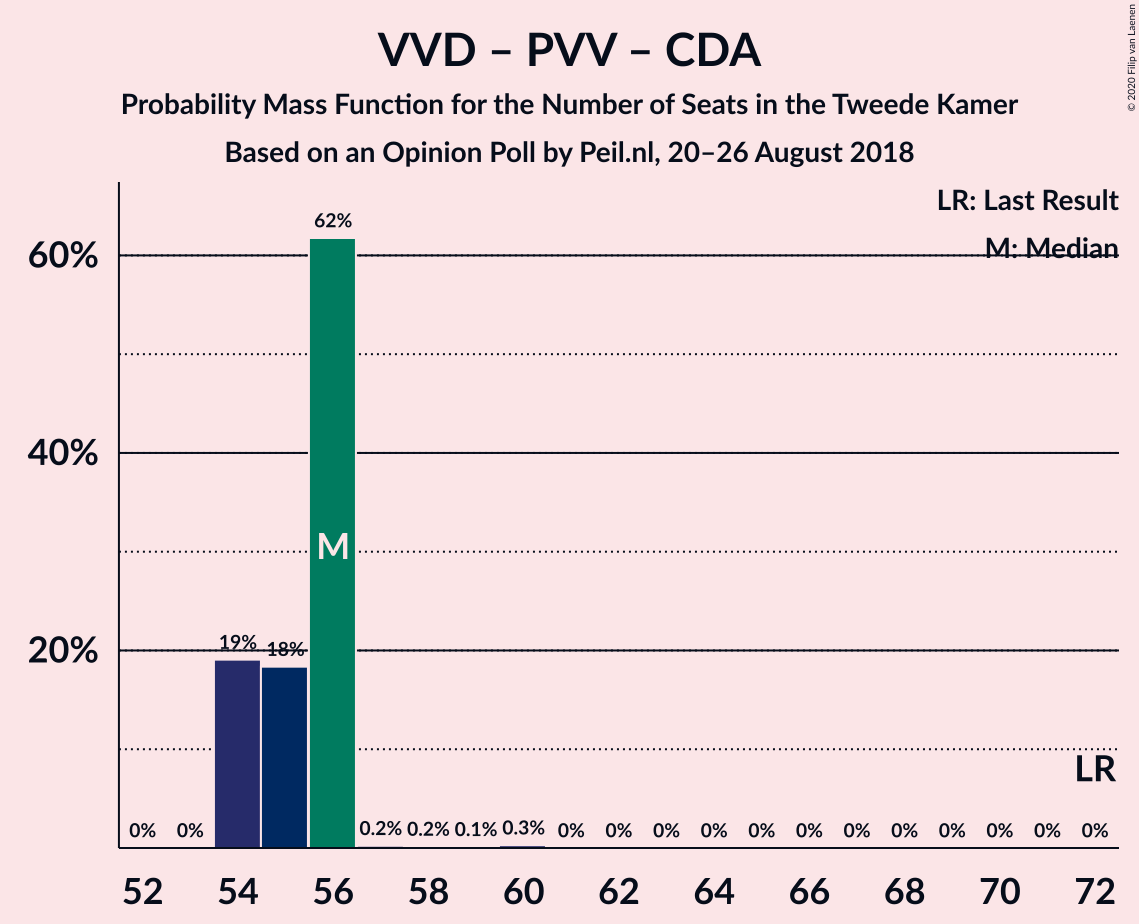 VVD – PVV – CDA
Probability Mass Function for the Number of Seats in the Tweede Kamer
Based on an Opinion Poll by Peil.nl, 20–26 August 2018
© 2020 Filip van Laenen
LR: Last Result
M: Median
60%
40%
20%
0% 0% 19% 18% 62% 0.2% 0.2% 0.1% 0.3% 0% 0% 0% 0% 0% 0% 0% 0% 0% 0% 0% 0%
M
LR
52 54 56 58 60 62 64 66 68 70 72